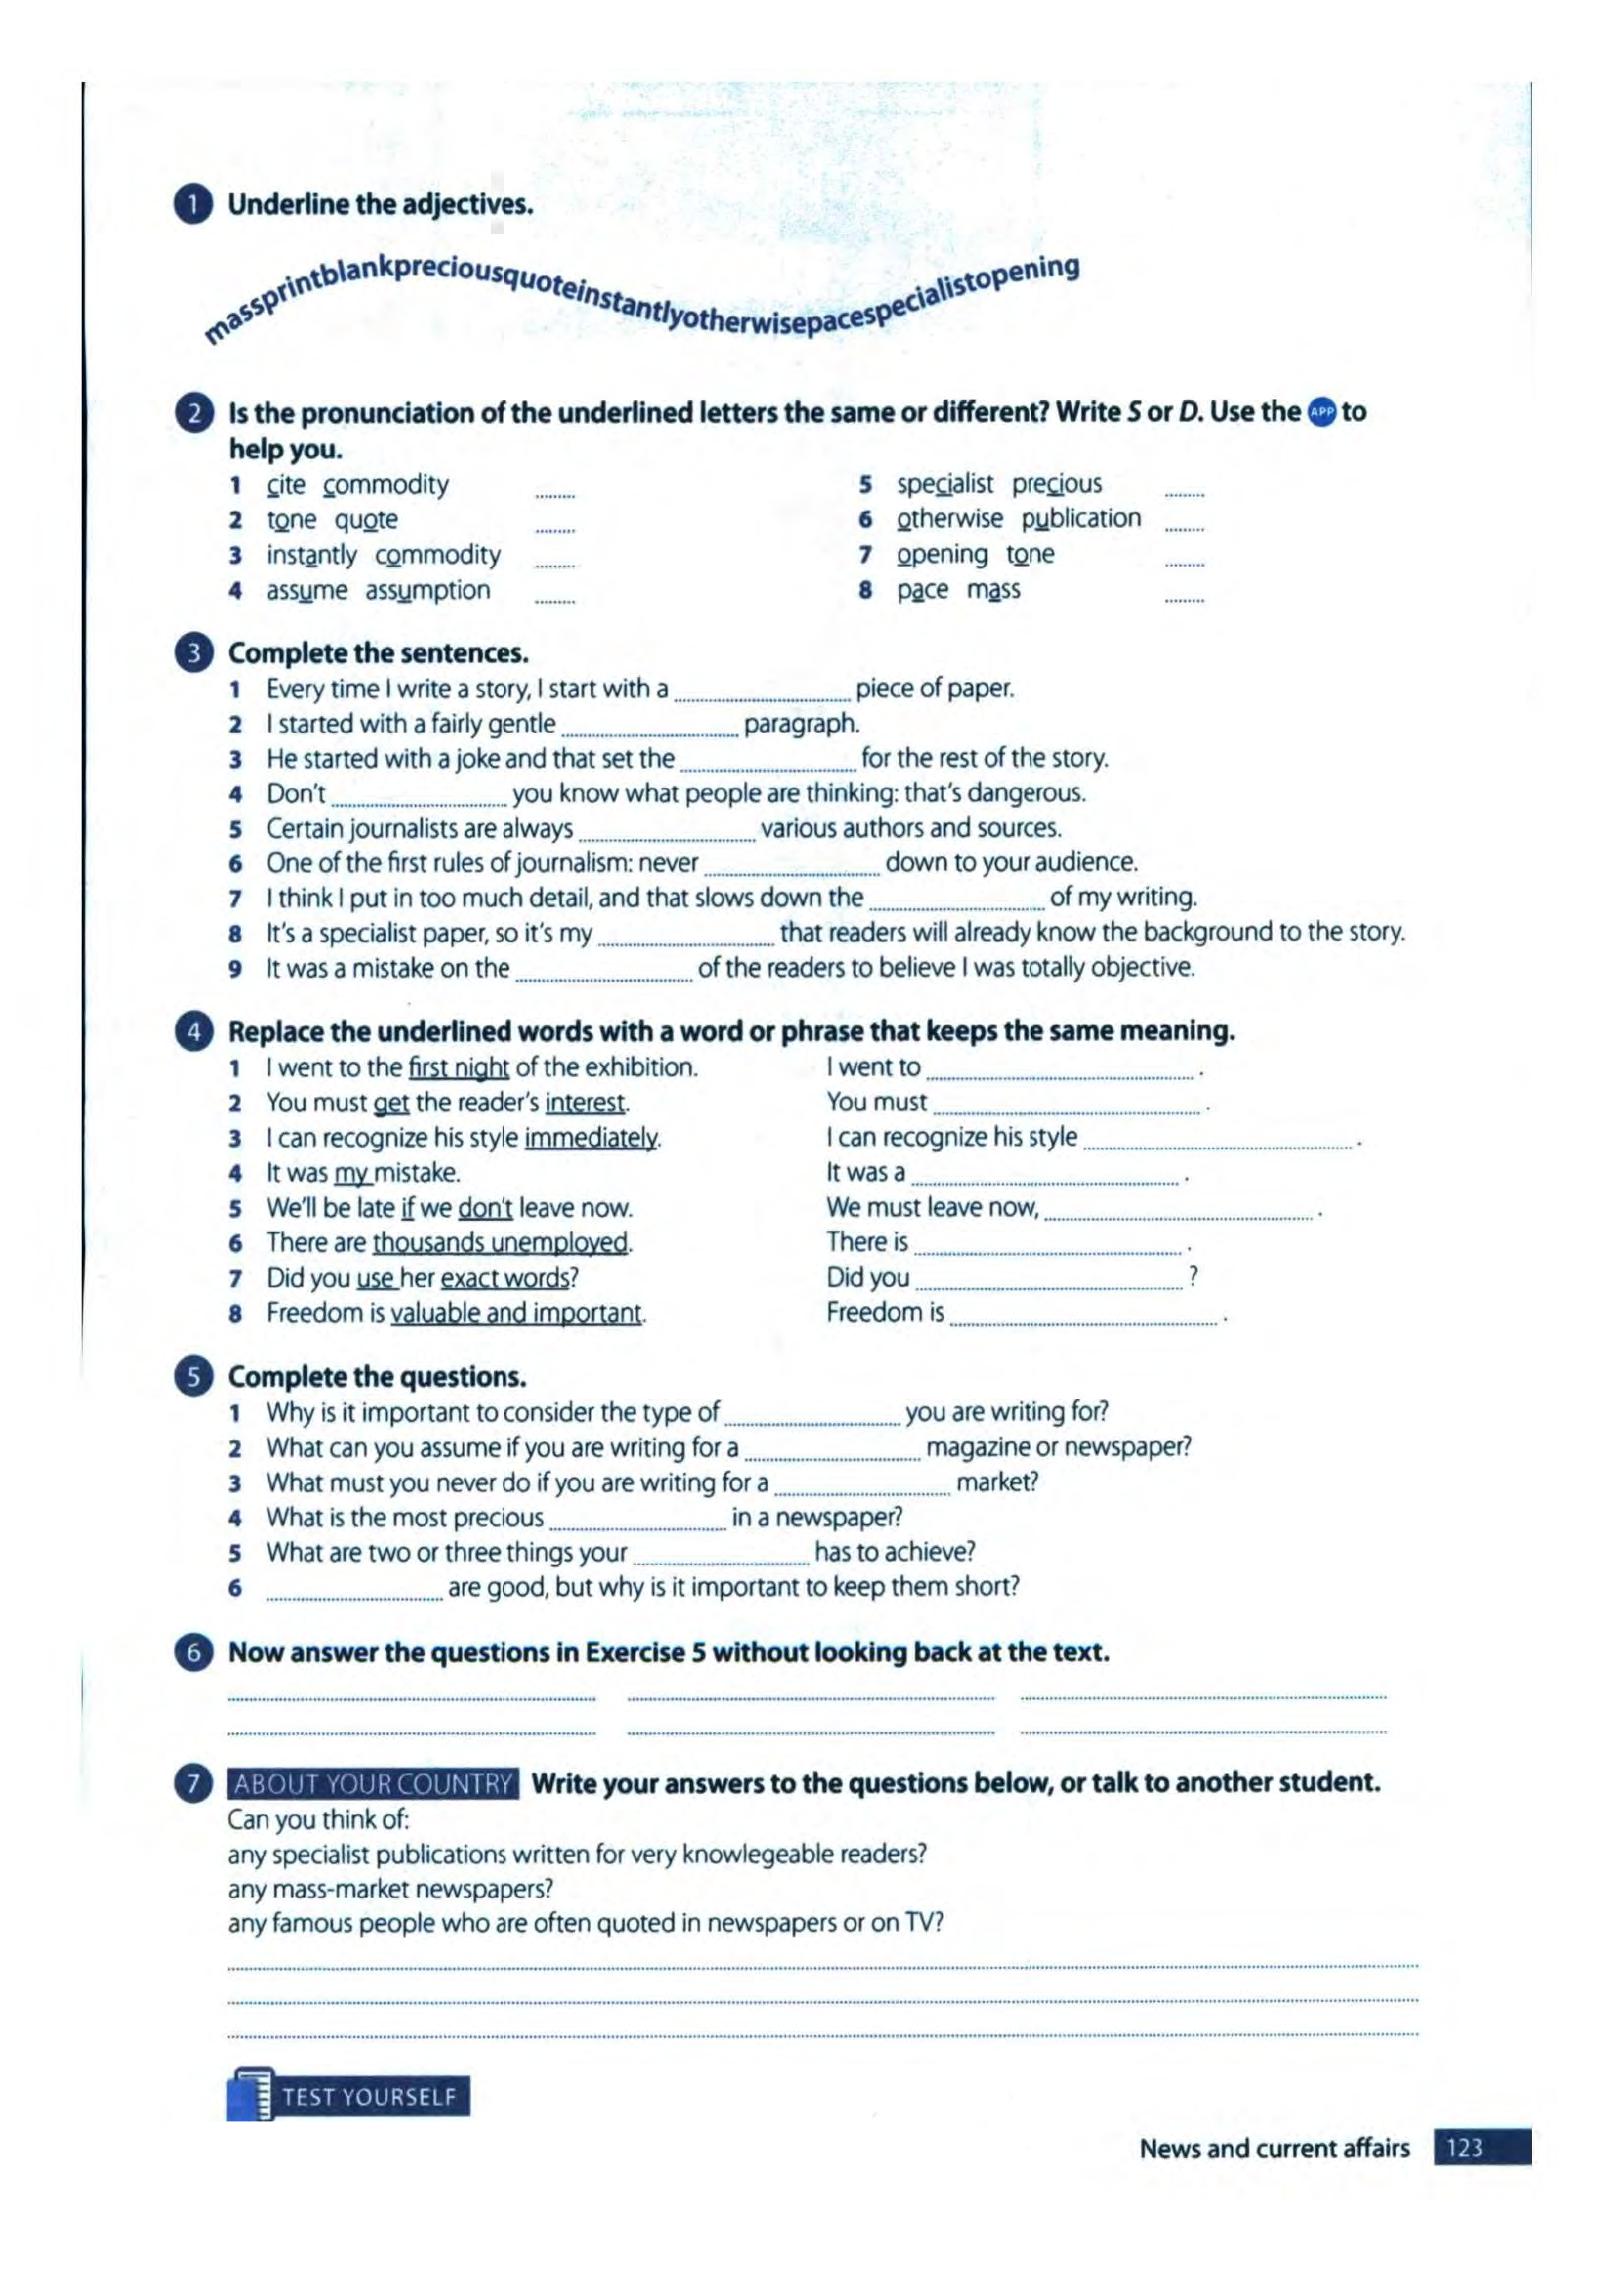 1 Underline the adjectives.
massprintblankpreciousquoteinstantlyotherwisepacespecialistopening
2 Is the pronunciation of the underlined letters the same or different? Write S or D. Use the APP to
help you.
1 cite commodity ........
2 tone quote ........
3 instantly commodity ........
4 assume assumption ........
5 specialist precious ........
6 otherwise publication ........
7 opening tone ........
8 pace mass ........
3 Complete the sentences.
1 Every time I write a story, I start with a ........ piece of paper.
2 I started with a fairly gentle ........ paragraph.
3 He started with a joke and that set the ........ for the rest of the story.
4 Don't ........ you know what people are thinking: that's dangerous.
5 Certain journalists are always ........ various authors and sources.
6 One of the first rules of journalism: never ........ down to your audience.
7 I think I put in too much detail, and that slows down the ........ of my writing.
8 It's a specialist paper, so it's my ........ that readers will already know the background to the story.
9 It was a mistake on the ........ of the readers to believe I was totally objective.
4 Replace the underlined words with a word or phrase that keeps the same meaning.
1 I went to the first night of the exhibition. I went to ........ .
2 You must get the reader's interest. You must ........ .
3 I can recognize his style immediately. I can recognize his style ........ .
4 It was my mistake. It was a ........ .
5 We'll be late if we don't leave now. We must leave now, ........ .
6 There are thousands unemployed. There is ........ .
7 Did you use her exact words? Did you ........ ?
8 Freedom is valuable and important. Freedom is ........ .
5 Complete the questions.
1 Why is it important to consider the type of ........ you are writing for?
2 What can you assume if you are writing for a ........ magazine or newspaper?
3 What must you never do if you are writing for a ........ market?
4 What is the most precious ........ in a newspaper?
5 What are two or three things your ........ has to achieve?
6 ........ are good, but why is it important to keep them short?
6 Now answer the questions in Exercise 5 without looking back at the text.
7 ABOUT YOUR COUNTRY Write your answers to the questions below, or talk to another student.
Can you think of:
any specialist publications written for very knowlegeable readers?
any mass-market newspapers?
any famous people who are often quoted in newspapers or on TV?
TEST YOURSELF
News and current affairs 123